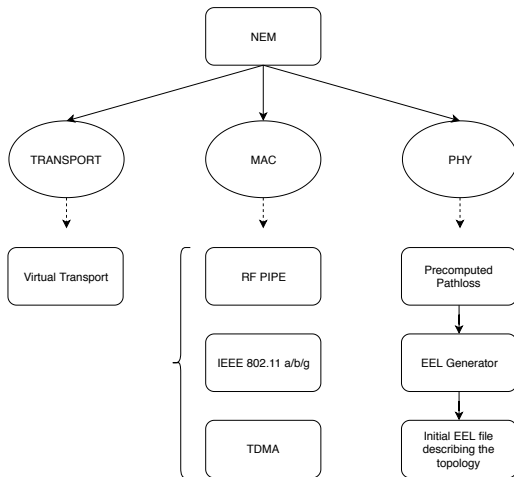 NEM
TRANSPORT
MAC
PHY
Virtual Transport
RF PIPE
Precomputed
Pathloss
IEEE 802.11 a/b/g
EEL Generator
TDMA
Initial EEL file
describing the
topology